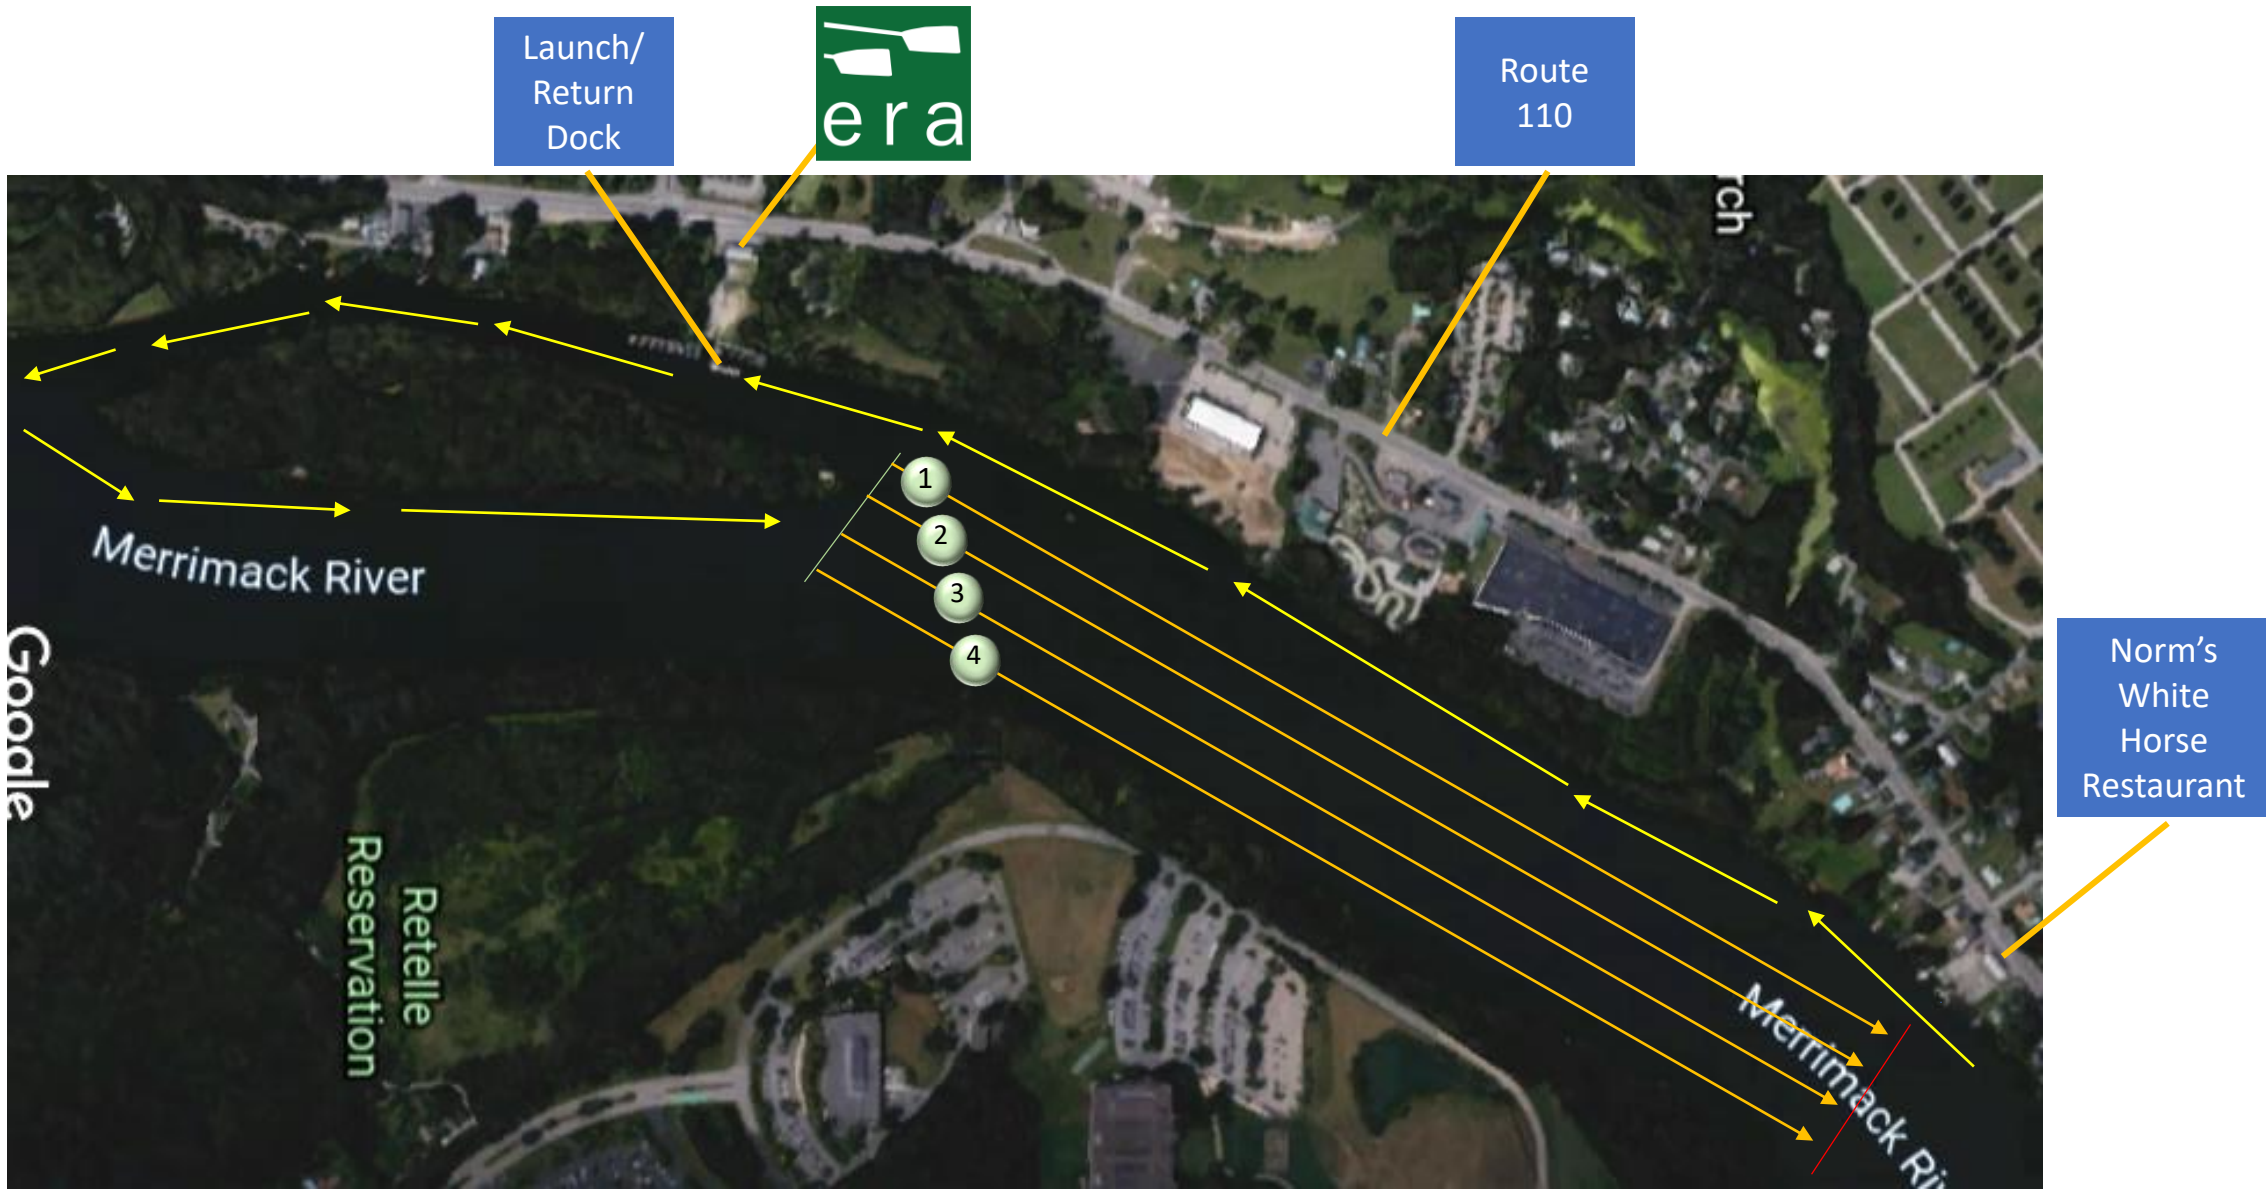 Launch/
Return
Dock
era
Route
110
rch
1
2
3
4
Merrimack River
Google
Retelle
Reservation
Norm’s
White
Horse
Restaurant
Merrimack Riv